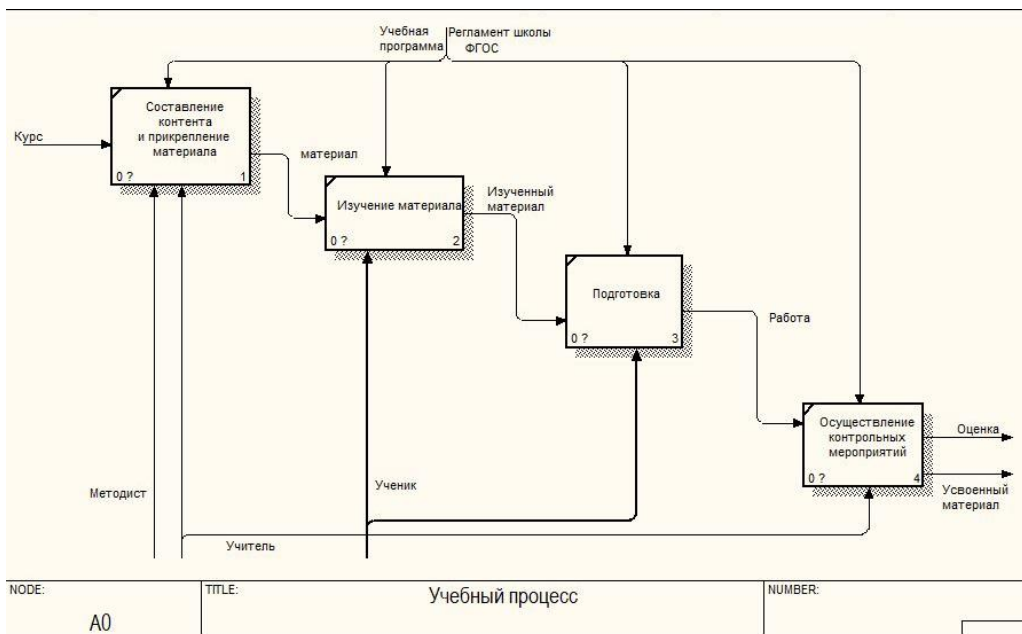 Учебная
программа
Регламент школы
ФГОС
Курс
Составление
контента
и прикрепление
материала
0 ?
1
материал
Изучение материала
0 ?
2
Изученный
материал
Подготовка
0 ?
3
Работа
Осуществление
контрольных
мероприятий
0 ?
4
Оценка
Усвоенный
материал
Методист
Ученик
Учитель
NODE:
A0
TITLE:
Учебный процесс
NUMBER: